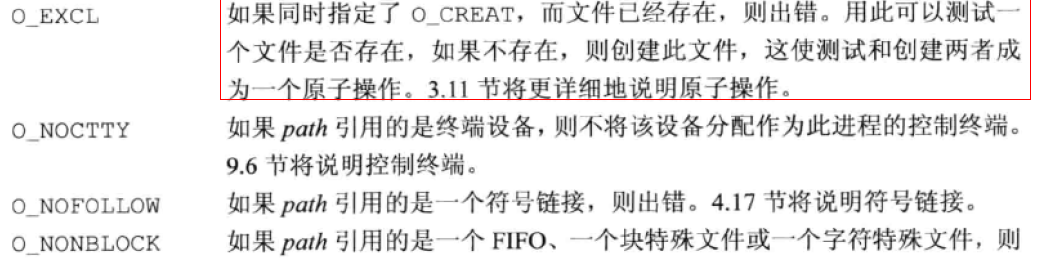 O_EXCL 如果同时指定了 O_CREAT，而文件已经存在，则出错。用此可以测试一
个文件是否存在，如果不存在，则创建此文件，这使测试和创建两者成
为一个原子操作。3.11 节将更详细地说明原子操作。
O_NOCTTY 如果 path 引用的是终端设备，则不将该设备分配作为此进程的控制终端。
9.6 节将说明控制终端。
O_NOFOLLOW 如果 path 引用的是一个符号链接，则出错。4.17 节将说明符号链接。
O_NONBLOCK 如果 path 引用的是一个 FIFO、一个块特殊文件或一个字符特殊文件，则